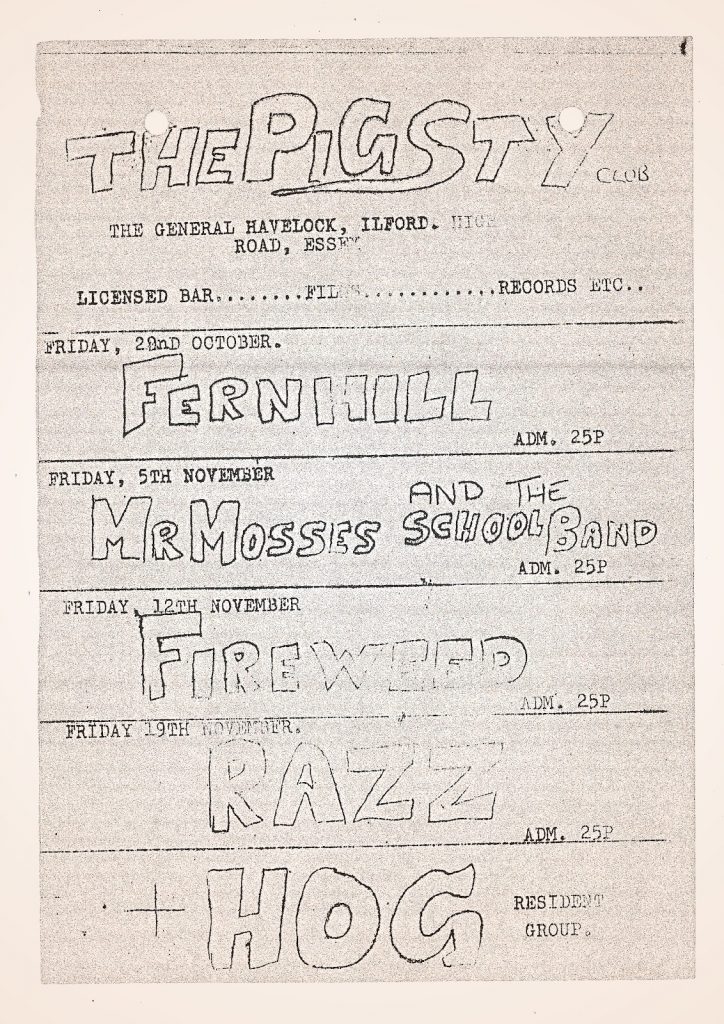 THE PIGSTY CLUB
THE GENERAL HAVELOCK, ILFORD. HIGH
ROAD, ESSEX
LICENSED BAR........FILMS.............RECORDS ETC..
FRIDAY, OCTOBER.
FERNHILL
ADM. 25P
FRIDAY, 5TH NOVEMBER
MR MOSSES AND THE SCHOOL BAND
ADM. 25P
FRIDAY, 12TH NOVEMBER
FIREWEED
ADM. 25P
FRIDAY 19TH NOVEMBER.
RAZZ
ADM. 25P
+ HOG RESIDENT
GROUP.